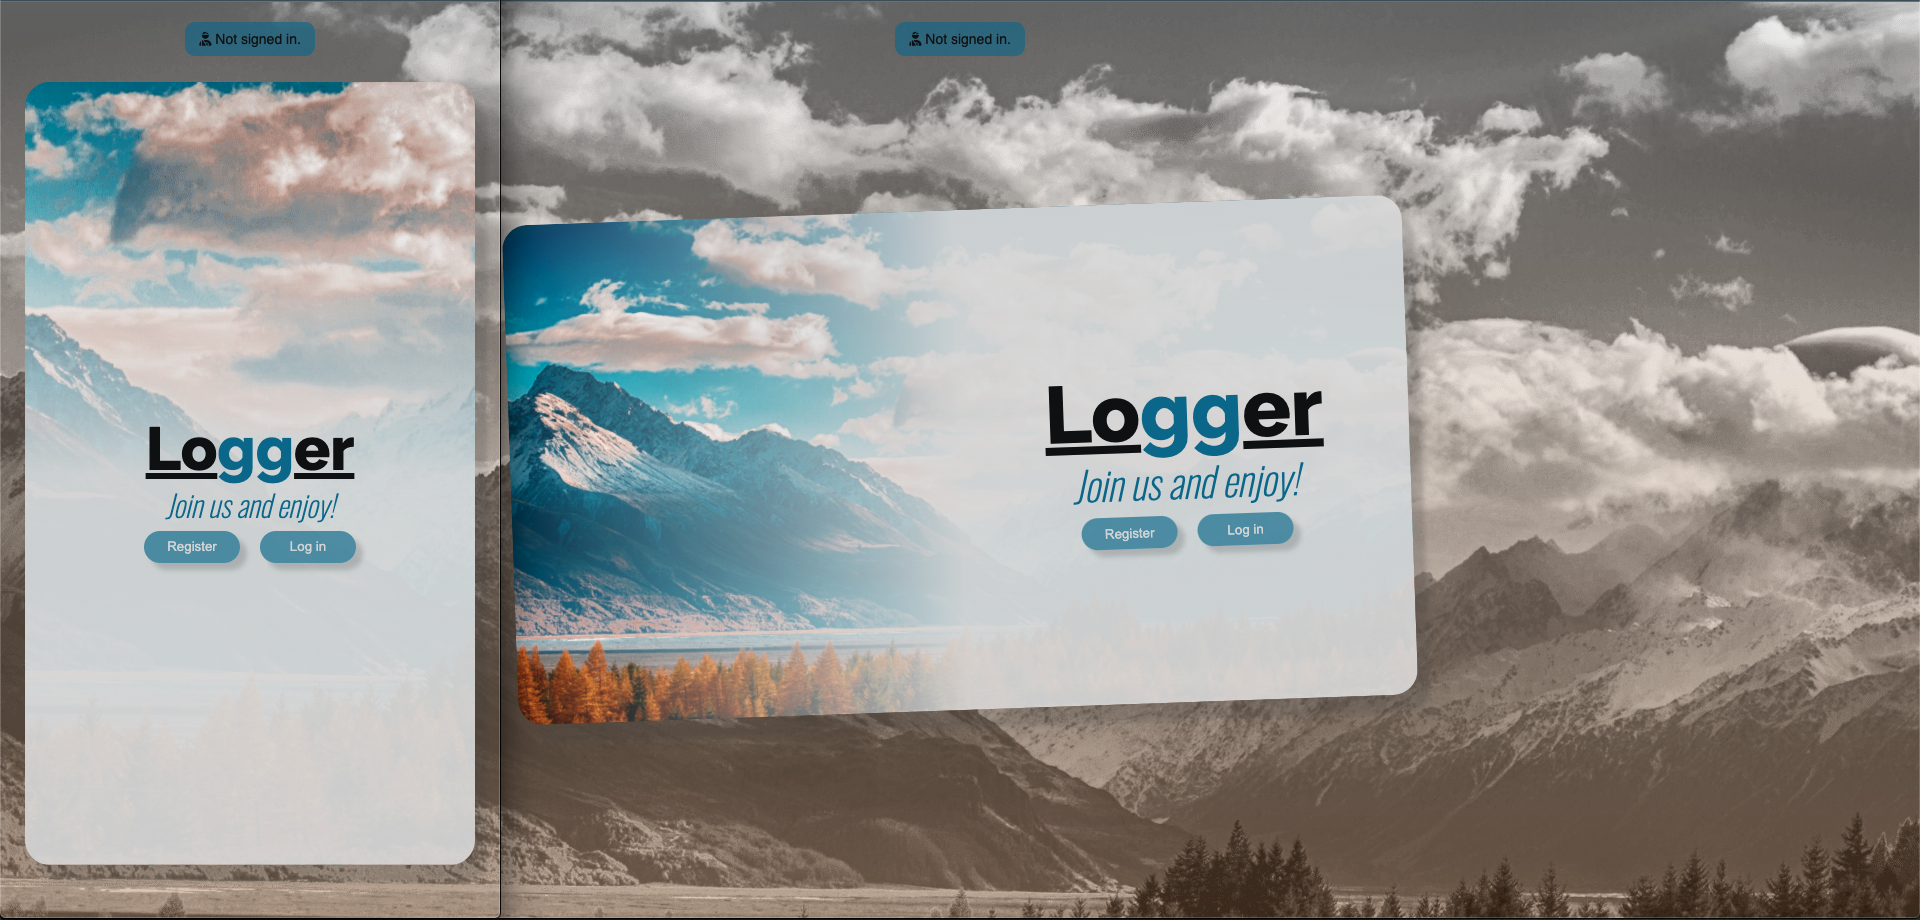 Not signed in.
Logger
Join us and enjoy!
Register Log in
Not signed in.
Logger
Join us and enjoy!
Register Log in